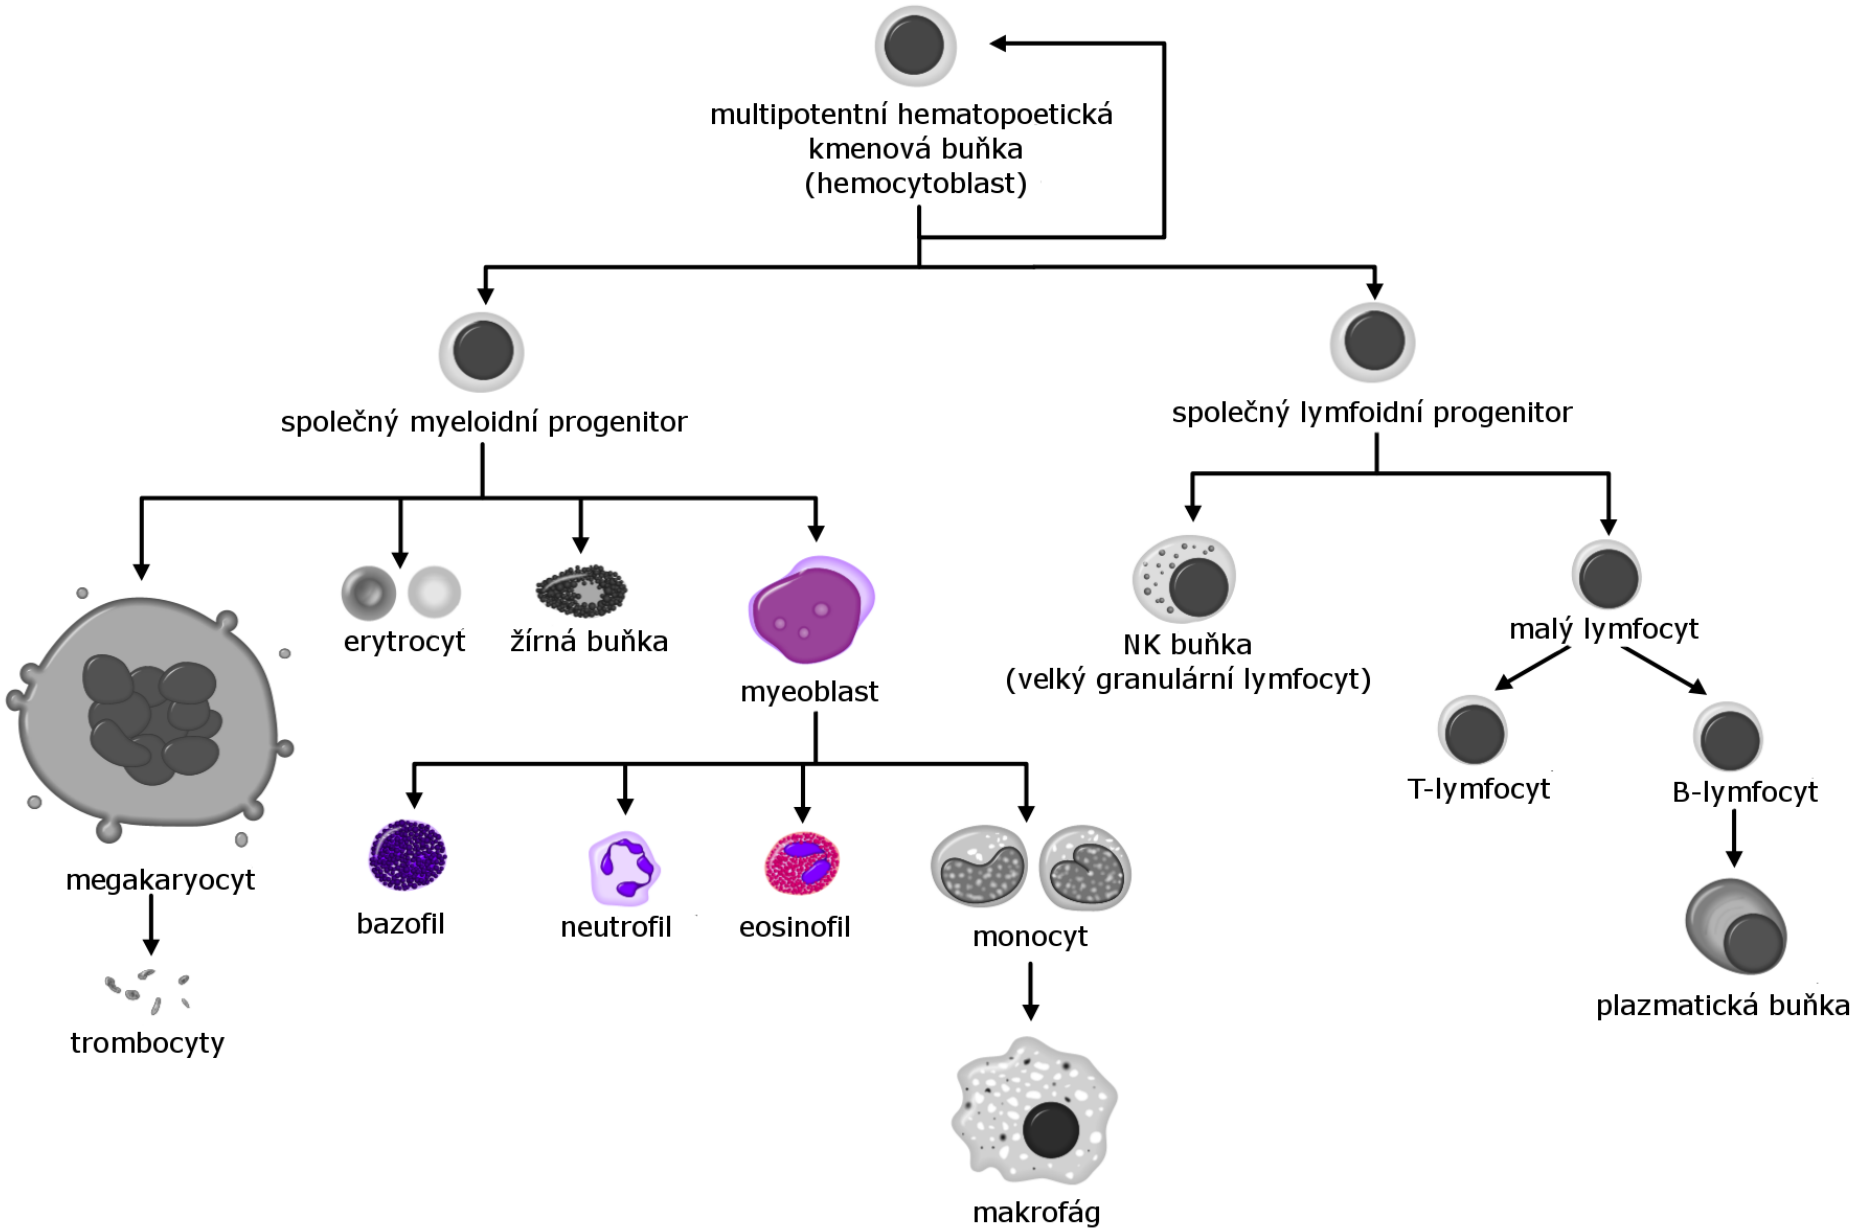 multipotentní hematopoetická
kmenová buňka
(hemocytoblast)
společný myeloidní progenitor
společný lymfoidní progenitor
erytrocyt
žírná buňka
myeoblast
NK buňka
(velký granulární lymfocyt)
malý lymfocyt
T-lymfocyt
B-lymfocyt
megakaryocyt
bazofil
neutrofil
eosinofil
monocyt
plazmatická buňka
trombocyty
makrofág